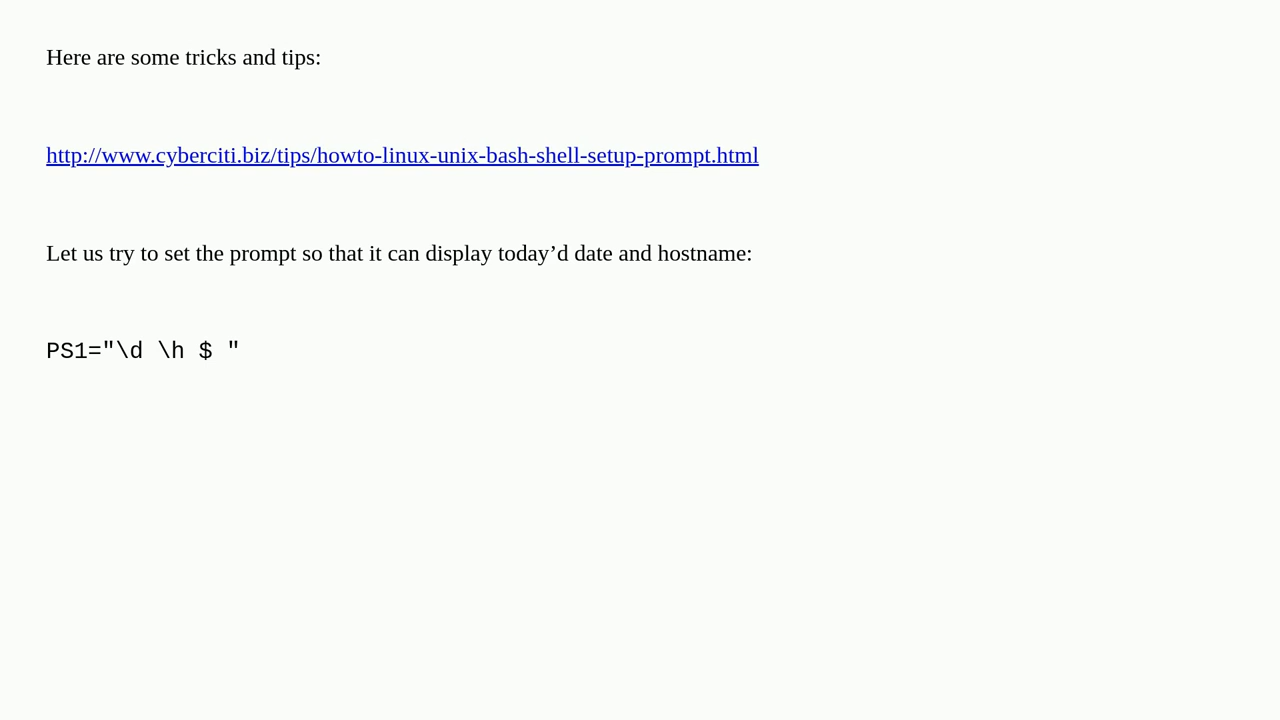 Here are some tricks and tips:
http://www.cyberciti.biz/tips/howto-linux-unix-bash-shell-setup-prompt.html
Let us try to set the prompt so that it can display today’d date and hostname:
PS1="\d \h $ "